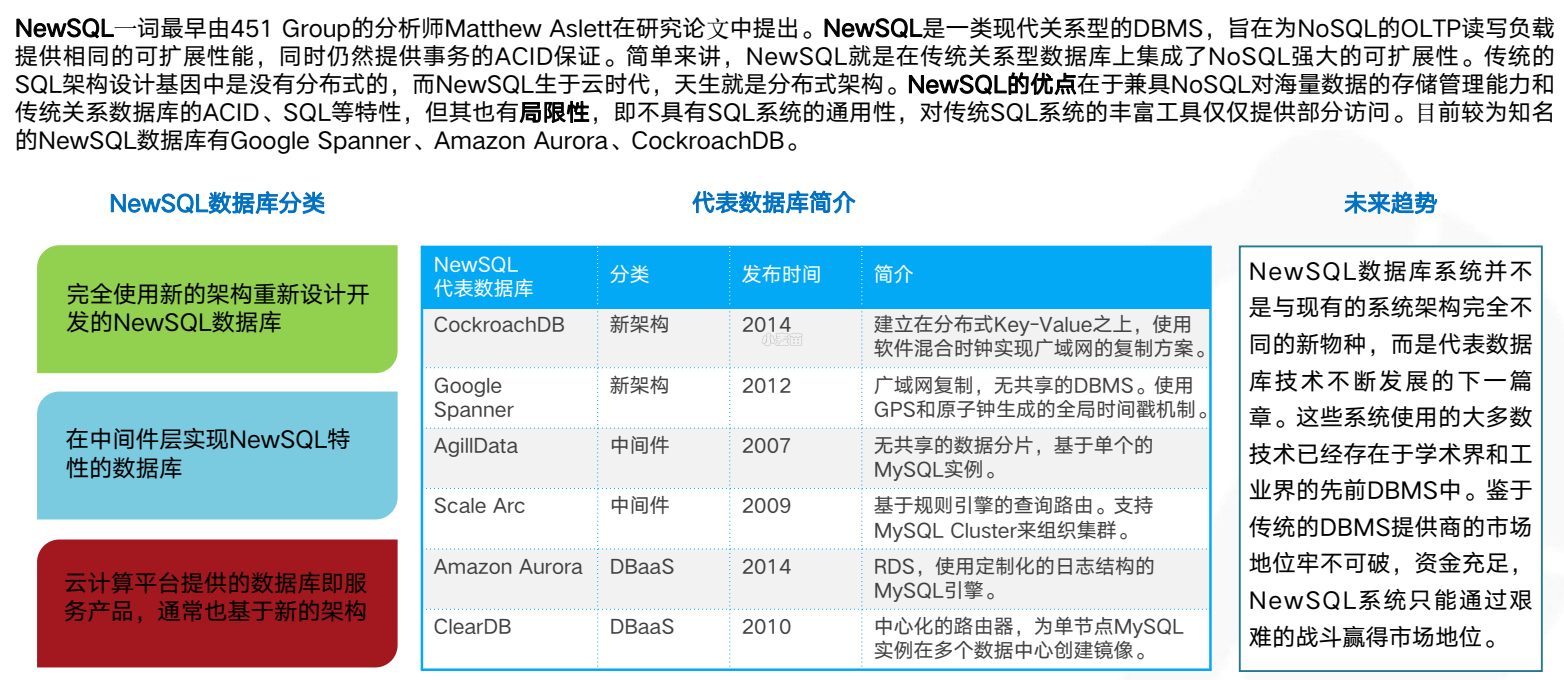 NewSQL一词最早由451 Group的分析师Matthew Aslett在研究论文中提出。NewSQL是一类现代关系型的DBMS，旨在为NoSQL的OLTP读写负载
提供相同的可扩展性能，同时仍然提供事务的ACID保证。简单来讲，NewSQL就是在传统关系型数据库上集成了NoSQL强大的可扩展性。传统的
SQL架构设计基因中是没有分布式的，而NewSQL生于云时代，天生就是分布式架构。NewSQL的优点在于兼具NoSQL对海量数据的存储管理能力和
传统关系数据库的ACID、SQL等特性，但其也有局限性，即不具有SQL系统的通用性，对传统SQL系统的丰富工具仅仅提供部分访问。目前较为知名
的NewSQL数据库有Google Spanner、Amazon Aurora、CockroachDB。
NewSQL数据库分类
完全使用新的架构重新设计开
发的NewSQL数据库
在中间件层实现NewSQL特
性的数据库
云计算平台提供的数据库即服
务产品，通常也基于新的架构
代表数据库简介
NewSQL
代表数据库
分类
发布时间
简介
CockroachDB
新架构
2014
建立在分布式Key-Value之上，使用
软件混合时钟实现广域网的复制方案。
Google
Spanner
新架构
2012
广域网复制，无共享的DBMS。使用
GPS和原子钟生成的全局时间戳机制。
AgillData
中间件
2007
无共享的数据分片，基于单个的
MySQL实例。
Scale Arc
中间件
2009
基于规则引擎的查询路由。支持
MySQL Cluster来组织集群。
Amazon Aurora
DBaaS
2014
RDS，使用定制化的日志结构的
MySQL引擎。
ClearDB
DBaaS
2010
中心化的路由器，为单节点MySQL
实例在多个数据中心创建镜像。
未来趋势
NewSQL数据库系统并不
是与现有的系统架构完全不
同的新物种，而是代表数据
库技术不断发展的下一篇
章。这些系统使用的大多数
技术已经存在于学术界和工
业界的先前DBMS中。鉴于
传统的DBMS提供商的市场
地位牢不可破，资金充足，
NewSQL系统只能通过艰
难的战斗赢得市场地位。